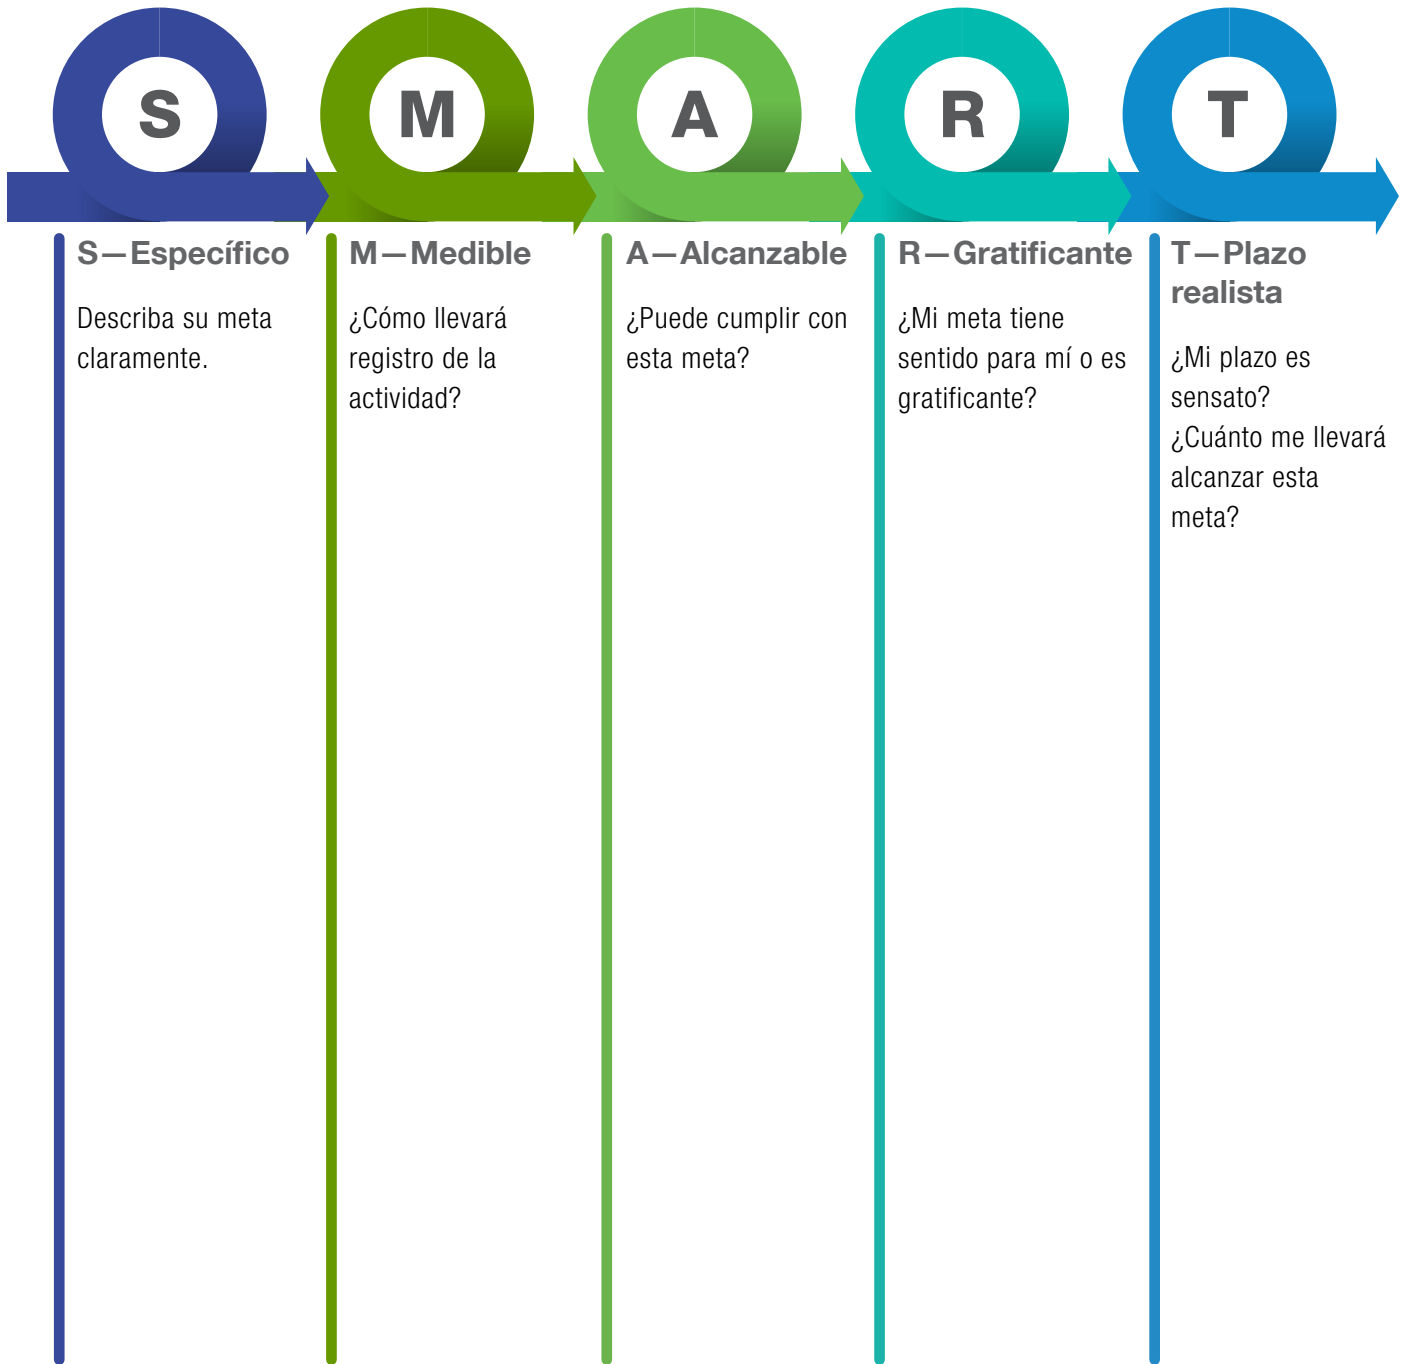 S
M
A
R
T
S—Específico
Describa su meta
claramente.
M—Medible
¿Cómo llevará
registro de la
actividad?
A—Alcanzable
¿Puede cumplir con
esta meta?
R—Gratificante
¿Mi meta tiene
sentido para mí o es
gratificante?
T—Plazo
realista
¿Mi plazo es
sensato?
¿Cuánto me llevará
alcanzar esta
meta?